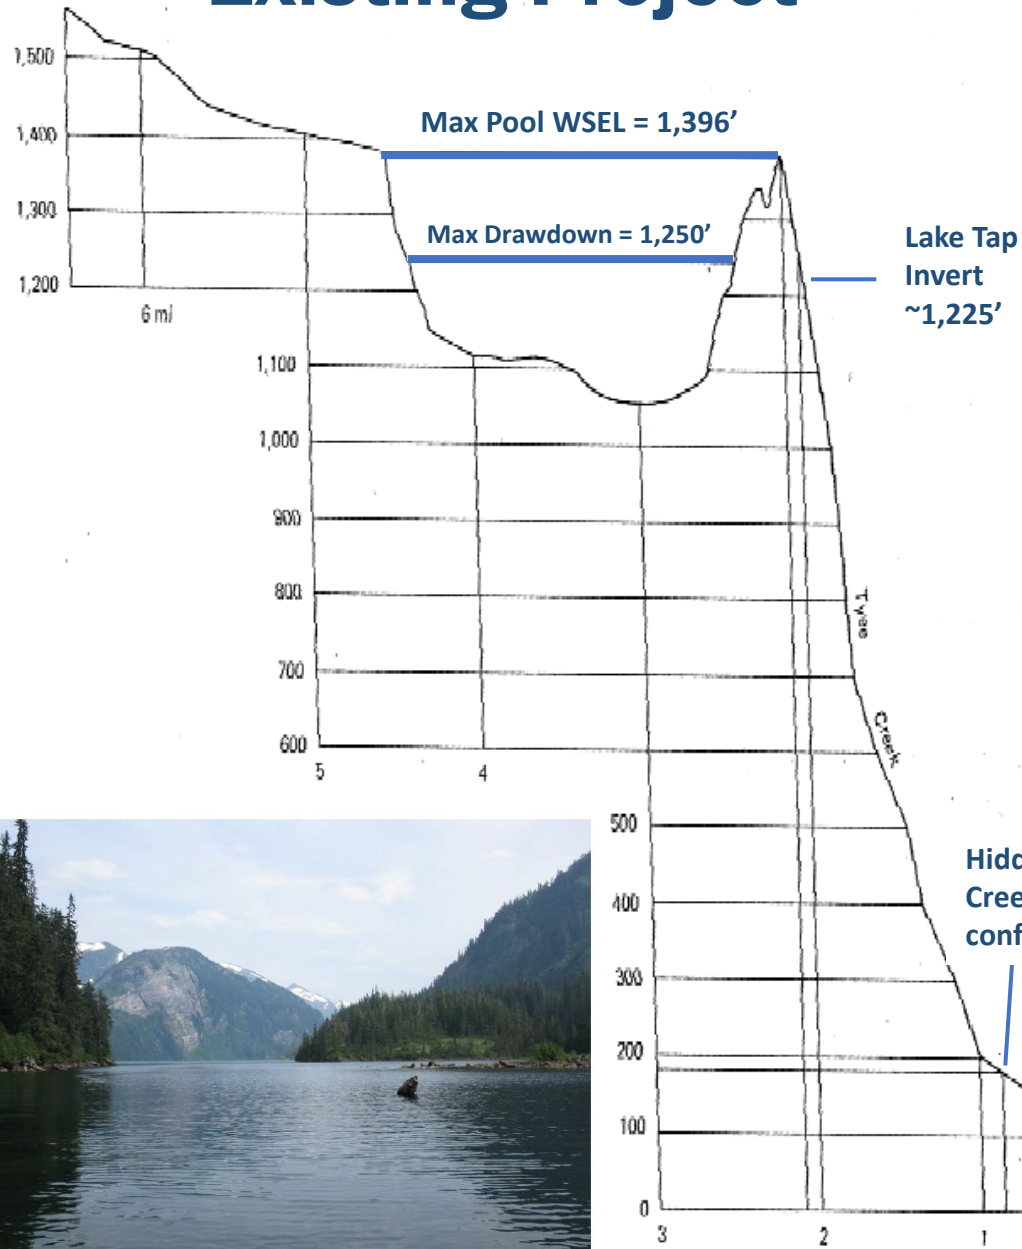 Existing Project
1,500
1,400
1,300
1,200
6 mi
Max Pool WSEL = 1,396’
Max Drawdown = 1,250’
Lake Tap
Invert
~1,225’
1,100
1,000
900
800
700
600
5
4
Tyee
Creek
500
400
300
200
100
0
3
2
1